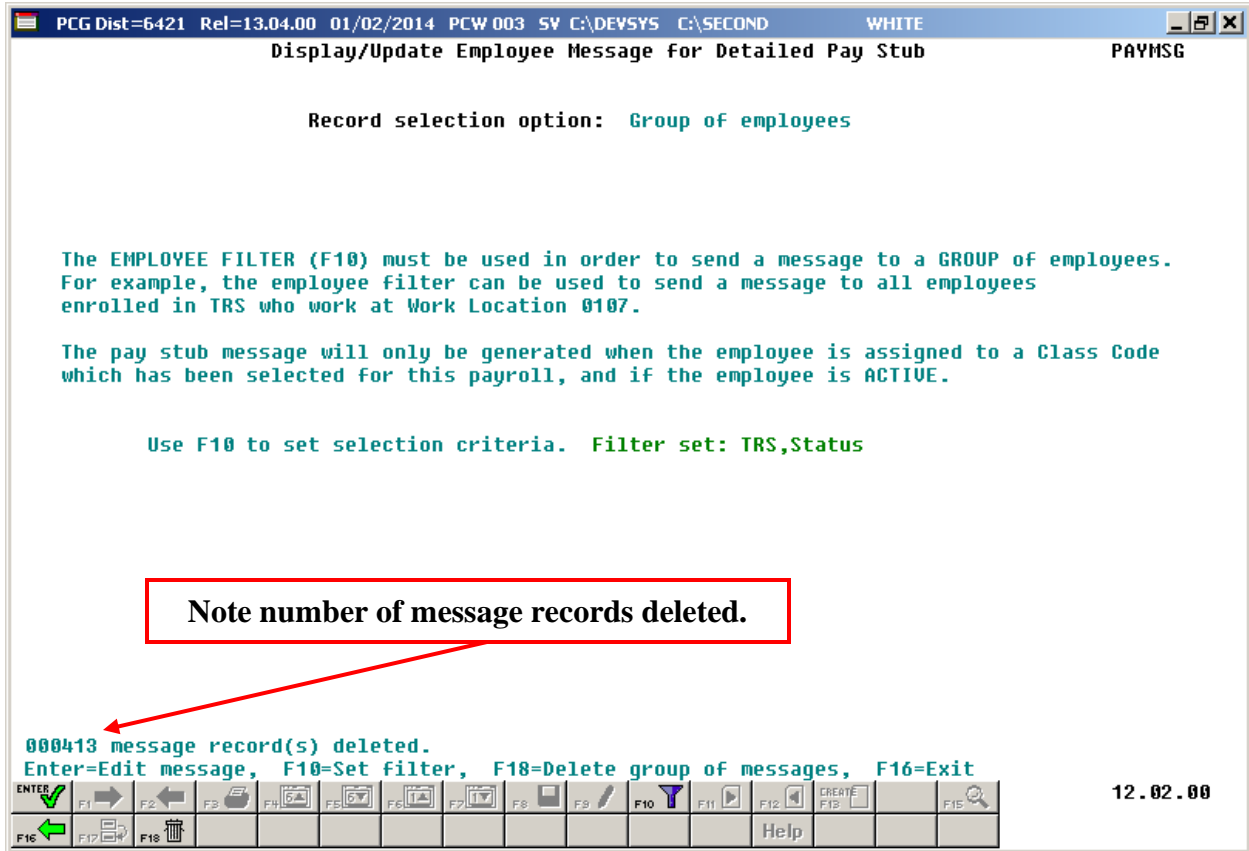 PCG Dist=6421 Rel=13.04.00 01/02/2014 PCW 003 SV C:\DEVSYS C:\SECOND WHITE
Display/Update Employee Message for Detailed Pay Stub PAYMSG
Record selection option: Group of employees
The EMPLOYEE FILTER (F10) must be used in order to send a message to a GROUP of employees.
For example, the employee filter can be used to send a message to all employees
enrolled in TRS who work at Work Location 0107.
The pay stub message will only be generated when the employee is assigned to a Class Code
which has been selected for this payroll, and if the employee is ACTIVE.
Use F10 to set selection criteria. Filter set: TRS,Status
Note number of message records deleted.
000413 message record(s) deleted.
Enter=Edit message, F10=Set filter, F18=Delete group of messages, F16=Exit
ENTER F1 F2 F3 F4 F5 F6 F7 F8 F9 F10 F11 F12 CREATE F13 F15 12.02.00
F16 F17 F18 Help